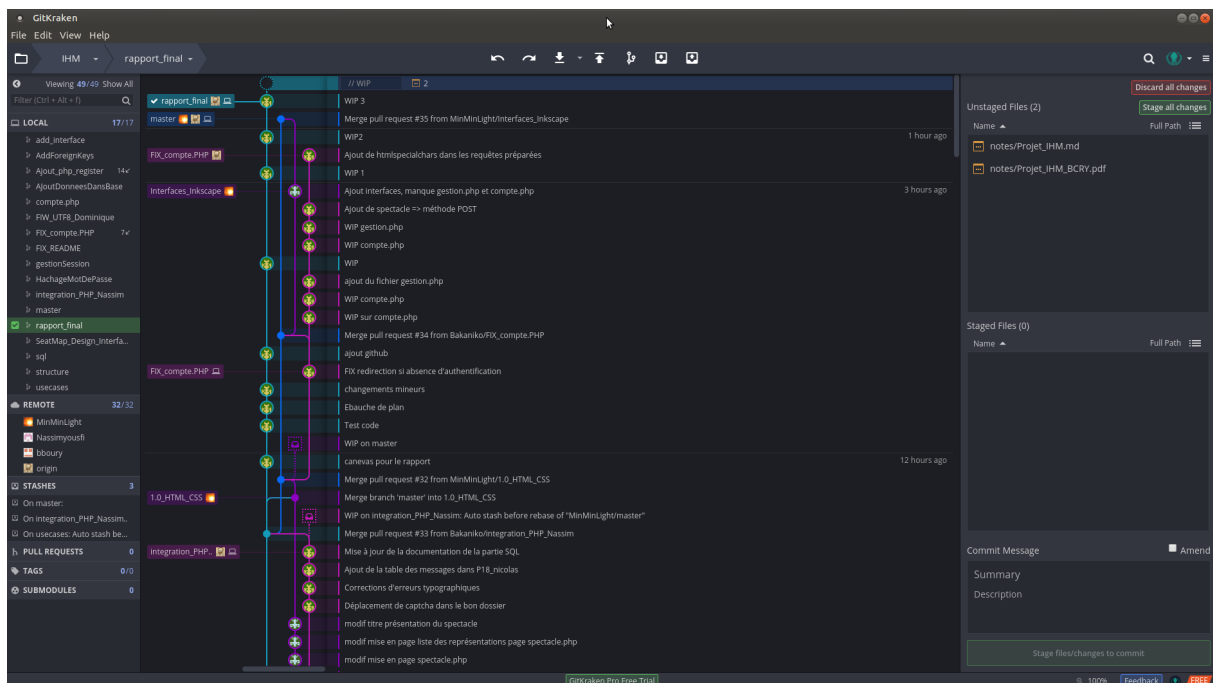 GitKraken
File Edit View Help
IHM rapport_final
Viewing 49/49 Show All
Filter (Ctrl + Alt + f)
LOCAL 17/17
add_interface
AddForeignKeys
Ajout_php_register 14
AjoutDonneesDansBase
compte.php
FIW_UTF8_Dominique
FIX_compte.PHP 7
FIX_README
gestionSession
HachageMotDePasse
integration_PHP_Nassim
master
rapport_final
SeatMap_Design_Interfa...
sql
structure
usecases
REMOTE 32/32
MinMinLight
Nassimyousfi
bboury
origin
STASHES 3
On master:
On integration_PHP_Nassim..
On usecases: Auto stash be...
PULL REQUESTS 0
TAGS 0/0
SUBMODULES 0
// WIP 2
rapport_final WIP 3
master Merge pull request #35 from MinMinLight/Interfaces_Inkscape
WIP2 1 hour ago
FIX_compte.PHP Ajout de htmlspecialchars dans les requêtes préparées
WIP 1
Interfaces_Inkscape Ajout interfaces, manque gestion.php et compte.php 3 hours ago
Ajout de spectacle => méthode POST
WIP gestion.php
WIP compte.php
WIP
ajout du fichier gestion.php
WIP compte.php
WIP sur compte.php
Merge pull request #34 from Bakaniko/FIX_compte.PHP
ajout github
FIX_compte.PHP FIX redirection si absence d'authentification
changements mineurs
Ebauche de plan
Test code
WIP on master
canevas pour le rapport 12 hours ago
Merge pull request #32 from MinMinLight/1.0_HTML_CSS
1.0_HTML_CSS Merge branch 'master' into 1.0_HTML_CSS
WIP on integration_PHP_Nassim: Auto stash before rebase of "MinMinLight/master"
Merge pull request #33 from Bakaniko/integration_PHP_Nassim
integration_PHP.. Mise à jour de la documentation de la partie SQL
Ajout de la table des messages dans P18_nicolas
Corrections d'erreurs typographiques
Déplacement de captcha dans le bon dossier
modif titre présentation du spectacle
modif mise en page liste des représentations page spectacle.php
modif mise en page spectacle.php
Discard all changes
Unstaged Files (2) Stage all changes
Name Full Path
notes/Projet_IHM.md
notes/Projet_IHM_BCRY.pdf
Staged Files (0)
Name Full Path
Commit Message Amend
Summary
Description
Stage files/changes to commit
GitKraken Pro Free Trial 100% Feedback FREE